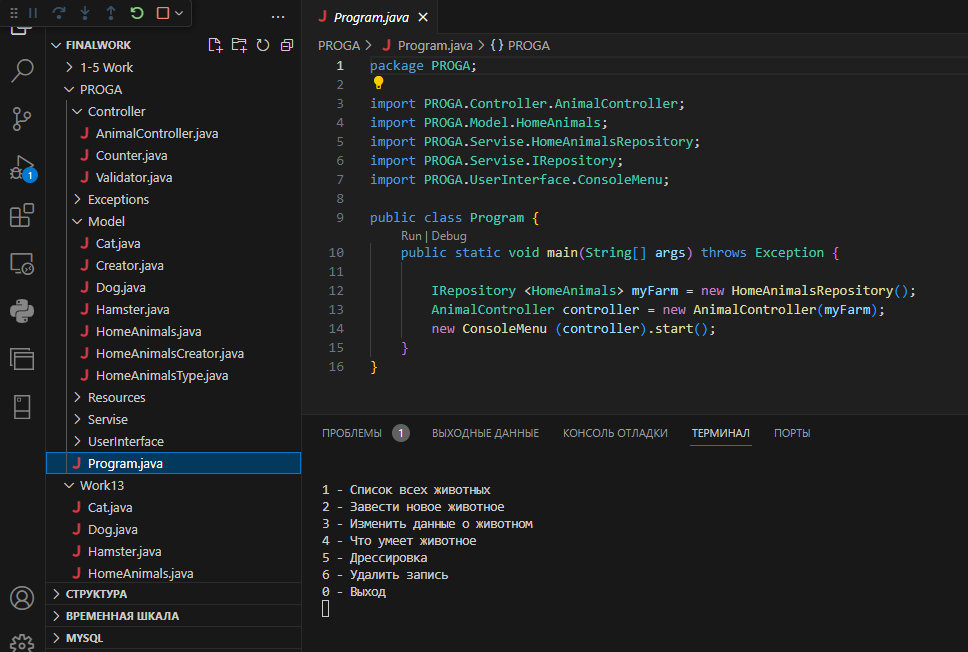 FINALWORK
1-5 Work
PROGA
Controller
J AnimalController.java
J Counter.java
J Validator.java
Exceptions
Model
J Cat.java
J Creator.java
J Dog.java
J Hamster.java
J HomeAnimals.java
J HomeAnimalsCreator.java
J HomeAnimalsType.java
Resources
Servise
UserInterface
J Program.java
Work13
J Cat.java
J Dog.java
J Hamster.java
J HomeAnimals.java
СТРУКТУРА
ВРЕМЕННАЯ ШКАЛА
MYSQL
1
J Program.java
PROGA > J Program.java > {} PROGA
1 package PROGA;
2
3 import PROGA.Controller.AnimalController;
4 import PROGA.Model.HomeAnimals;
5 import PROGA.Servise.HomeAnimalsRepository;
6 import PROGA.Servise.IRepository;
7 import PROGA.UserInterface.ConsoleMenu;
8
9 public class Program {
Run | Debug
10 public static void main(String[] args) throws Exception {
11
12 IRepository <HomeAnimals> myFarm = new HomeAnimalsRepository();
13 AnimalController controller = new AnimalController(myFarm);
14 new ConsoleMenu (controller).start();
15 }
16 }
ПРОБЛЕМЫ 1 ВЫХОДНЫЕ ДАННЫЕ КОНСОЛЬ ОТЛАДКИ ТЕРМИНАЛ ПОРТЫ
1 - Список всех животных
2 - Завести новое животное
3 - Изменить данные о животном
4 - Что умеет животное
5 - Дрессировка
6 - Удалить запись
0 - Выход